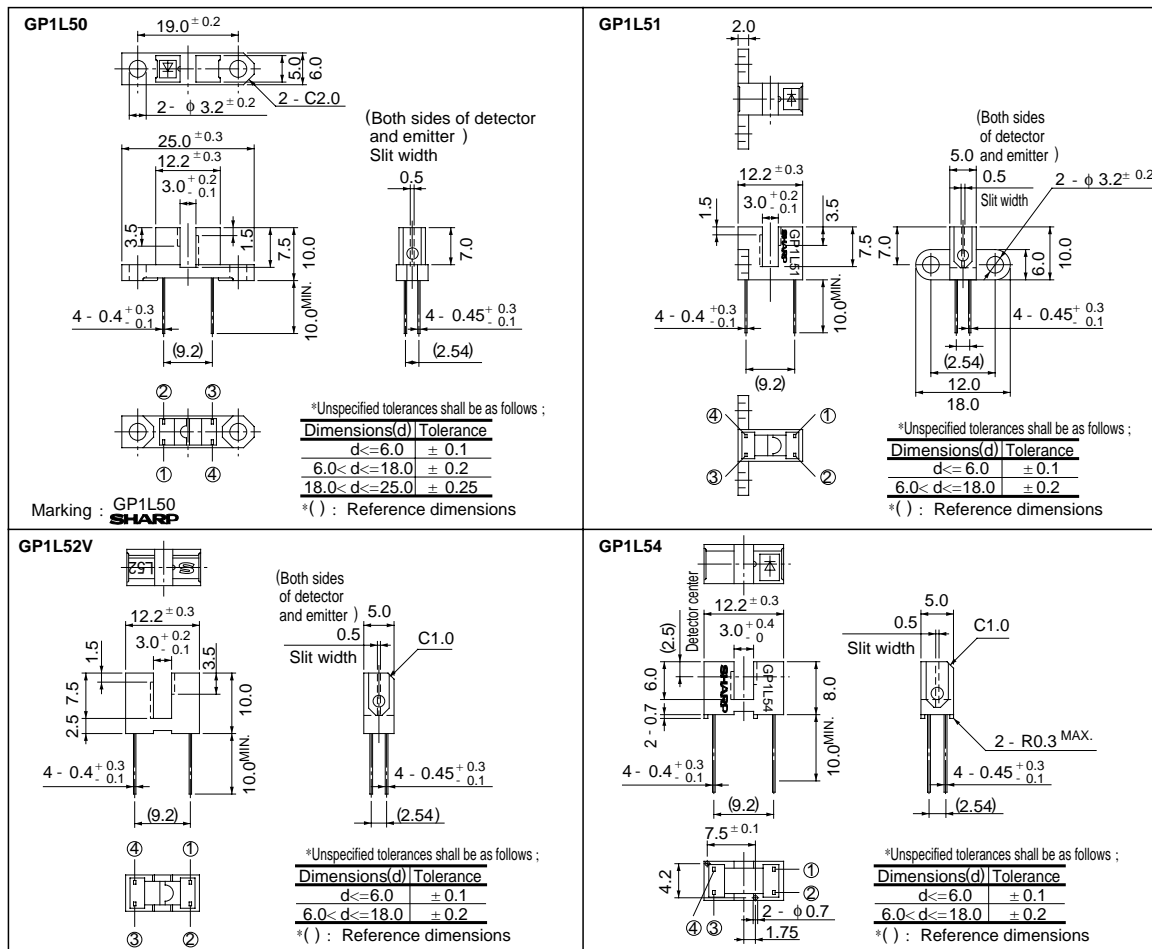 GP1L50
19.0 ± 0.2
5.0
6.0
2 - C2.0
2 - φ 3.2 ± 0.2
25.0 ± 0.3
12.2 ± 0.3
3.0 +0.2 -0.1
3.5
1.5
7.5
10.0
10.0 MIN.
4 - 0.4 +0.3 -0.1
(9.2)
(Both sides of detector
and emitter )
Slit width
0.5
7.0
4 - 0.45 +0.3 -0.1
(2.54)
② ③
① ④
Marking : GP1L50
SHARP
*Unspecified tolerances shall be as follows ;
Dimensions(d) Tolerance
d<=6.0 ± 0.1
6.0< d<=18.0 ± 0.2
18.0< d<=25.0 ± 0.25
*( ) : Reference dimensions
GP1L51
2.0
12.2 ± 0.3
3.0 +0.2 -0.1
1.5
3.5
SHARP
GP1L51
7.5
10.0 MIN.
4 - 0.4 +0.3 -0.1
(9.2)
(Both sides
of detector
and emitter )
5.0
0.5
Slit width
2 - φ 3.2 ± 0.2
7.0
6.0
10.0
4 - 0.45 +0.3 -0.1
(2.54)
12.0
18.0
④ ①
③ ②
*Unspecified tolerances shall be as follows ;
Dimensions(d) Tolerance
d<= 6.0 ± 0.1
6.0< d<=18.0 ± 0.2
*( ) : Reference dimensions
GP1L52V
L52
12.2 ± 0.3
3.0 +0.2 -0.1
1.5
3.5
7.5
2.5
10.0
10.0 MIN.
4 - 0.4 +0.3 -0.1
(9.2)
(Both sides
of detector
and emitter )
5.0
0.5
Slit width
C1.0
4 - 0.45 +0.3 -0.1
(2.54)
④ ①
③ ②
*Unspecified tolerances shall be as follows ;
Dimensions(d) Tolerance
d<=6.0 ± 0.1
6.0< d<=18.0 ± 0.2
*( ) : Reference dimensions
GP1L54
Detector center
12.2 ± 0.3
3.0 +0.4 -0
(2.5)
6.0
2 - 0.7
SHARP
GP1L54
8.0
10.0 MIN.
4 - 0.4 +0.3 -0.1
(9.2)
5.0
0.5
Slit width
C1.0
2 - R0.3 MAX.
4 - 0.45 +0.3 -0.1
(2.54)
7.5 ± 0.1
4.2
①
②
④ ③
2 - φ 0.7
1.75
*Unspecified tolerances shall be as follows ;
Dimensions(d) Tolerance
d<=6.0 ± 0.1
6.0< d<=18.0 ± 0.2
*( ) : Reference dimensions